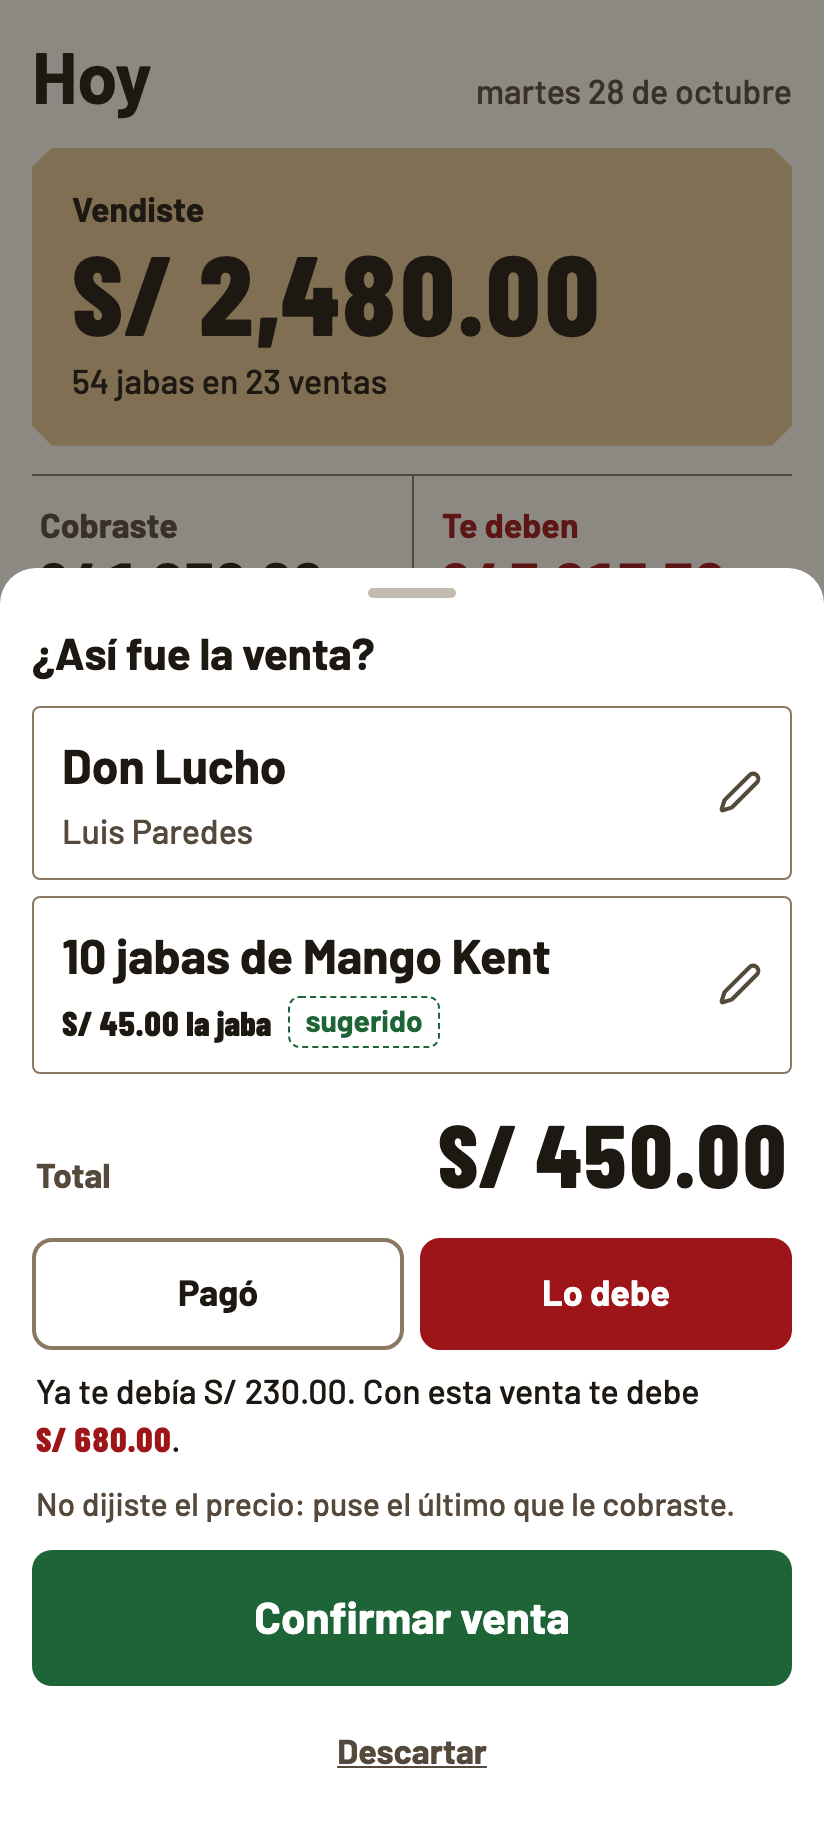 Hoy
martes 28 de octubre
Vendiste
S/ 2,480.00
54 jabas en 23 ventas
Cobraste
Te deben
¿Así fue la venta?
Don Lucho
Luis Paredes
10 jabas de Mango Kent
S/ 45.00 la jaba
sugerido
Total
S/ 450.00
Pagó
Lo debe
Ya te debía S/ 230.00. Con esta venta te debe
S/ 680.00.
No dijiste el precio: puse el último que le cobraste.
Confirmar venta
Descartar